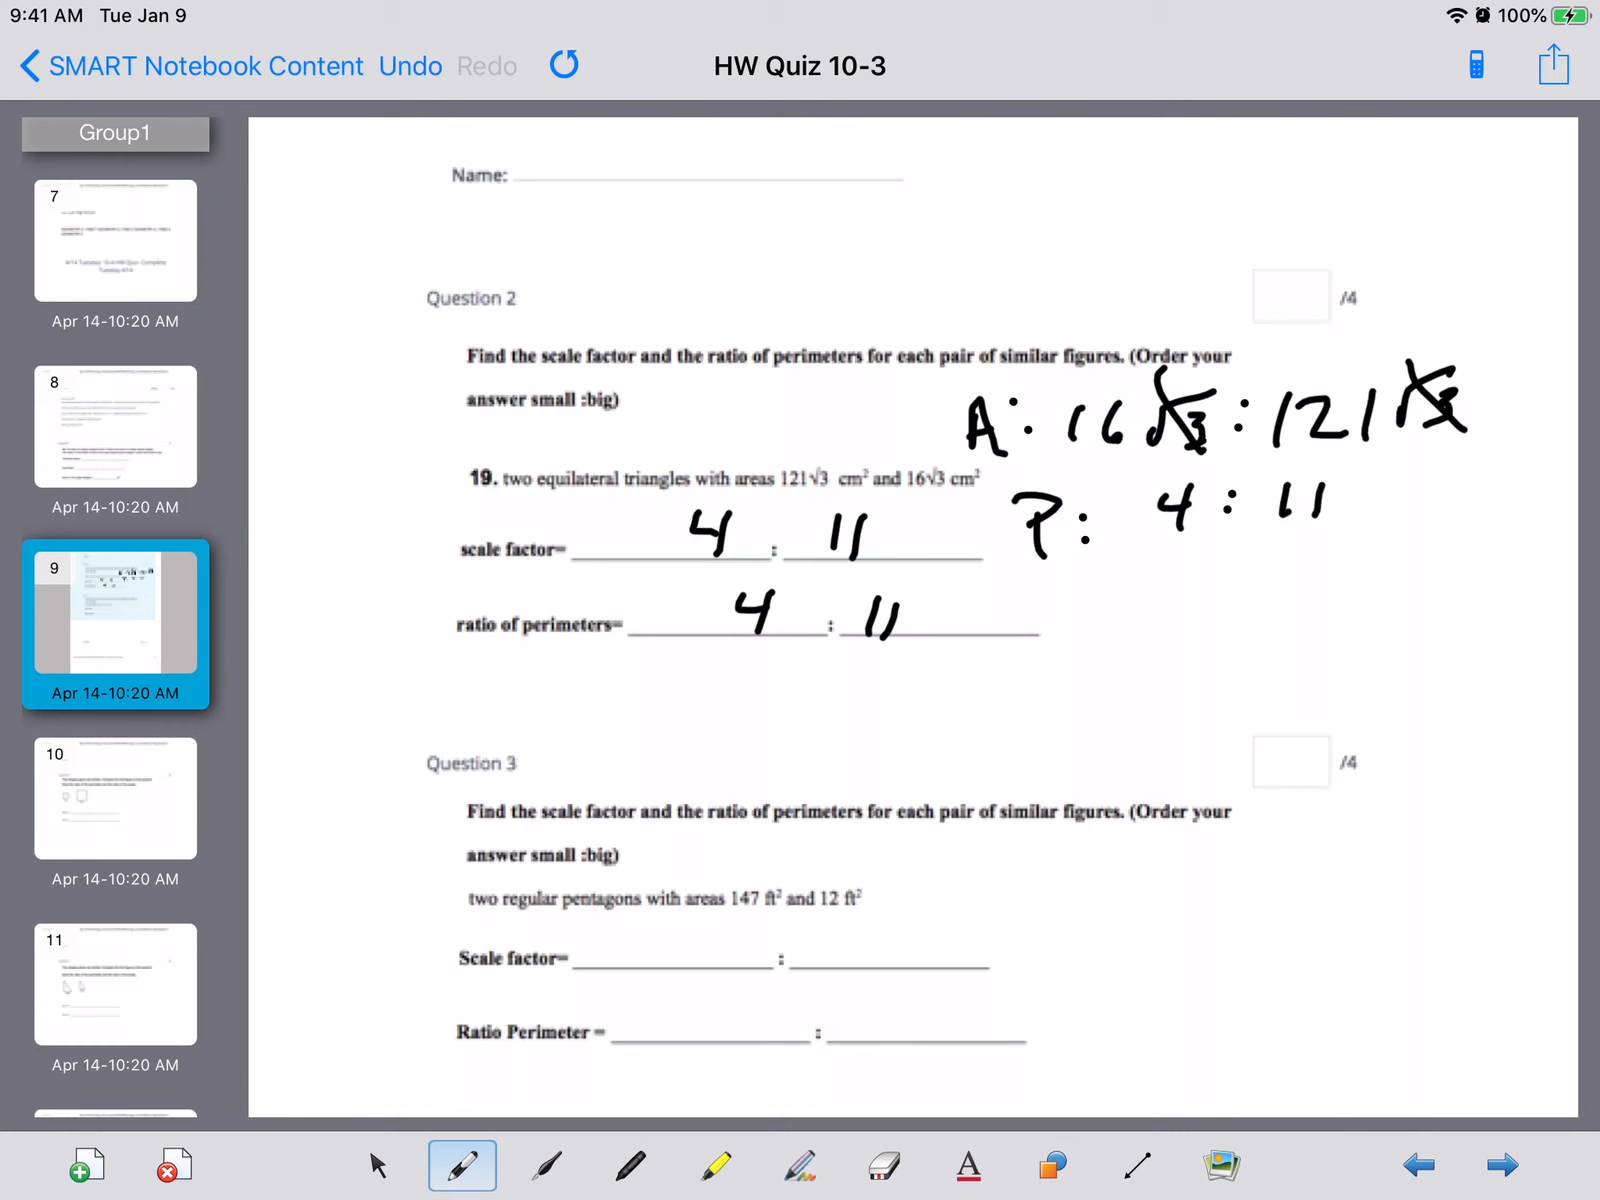 9:41 AM Tue Jan 9
100%
SMART Notebook Content Undo Redo
HW Quiz 10-3
Group1
7
Apr 14-10:20 AM
8
Apr 14-10:20 AM
9
Apr 14-10:20 AM
10
Apr 14-10:20 AM
11
Apr 14-10:20 AM
Name:
Question 2
/4
Find the scale factor and the ratio of perimeters for each pair of similar figures. (Order your
answer small :big)
A: 16√3 : 121√3
19. two equilateral triangles with areas 121√3 cm² and 16√3 cm²
P: 4 : 11
scale factor= 4 : 11
ratio of perimeters= 4 : 11
Question 3
/4
Find the scale factor and the ratio of perimeters for each pair of similar figures. (Order your
answer small :big)
two regular pentagons with areas 147 ft² and 12 ft²
Scale factor= :
Ratio Perimeter = :
A